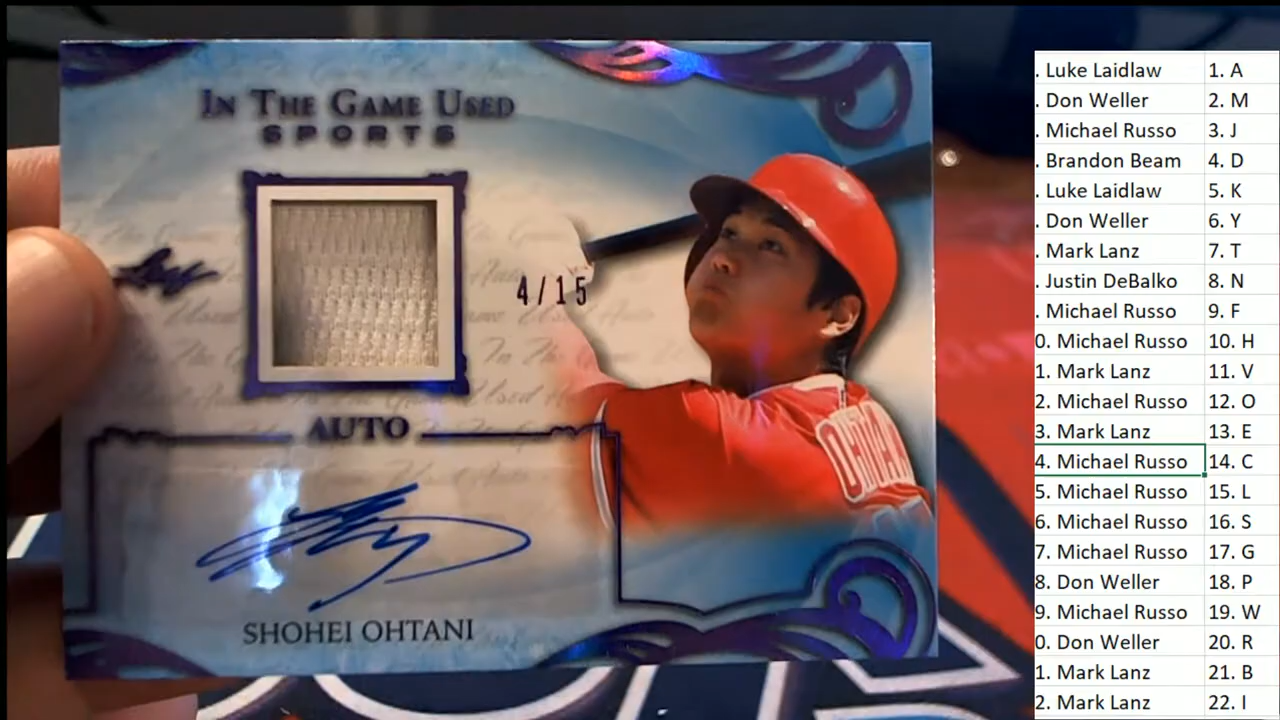 IN THE GAME USED
SPORTS
Leaf
4/15
AUTO
SHOHEI OHTANI
OHTANI
. Luke Laidlaw 1. A
. Don Weller 2. M
. Michael Russo 3. J
. Brandon Beam 4. D
. Luke Laidlaw 5. K
. Don Weller 6. Y
. Mark Lanz 7. T
. Justin DeBalko 8. N
. Michael Russo 9. F
0. Michael Russo 10. H
1. Mark Lanz 11. V
2. Michael Russo 12. O
3. Mark Lanz 13. E
4. Michael Russo 14. C
5. Michael Russo 15. L
6. Michael Russo 16. S
7. Michael Russo 17. G
8. Don Weller 18. P
9. Michael Russo 19. W
0. Don Weller 20. R
1. Mark Lanz 21. B
2. Mark Lanz 22. I